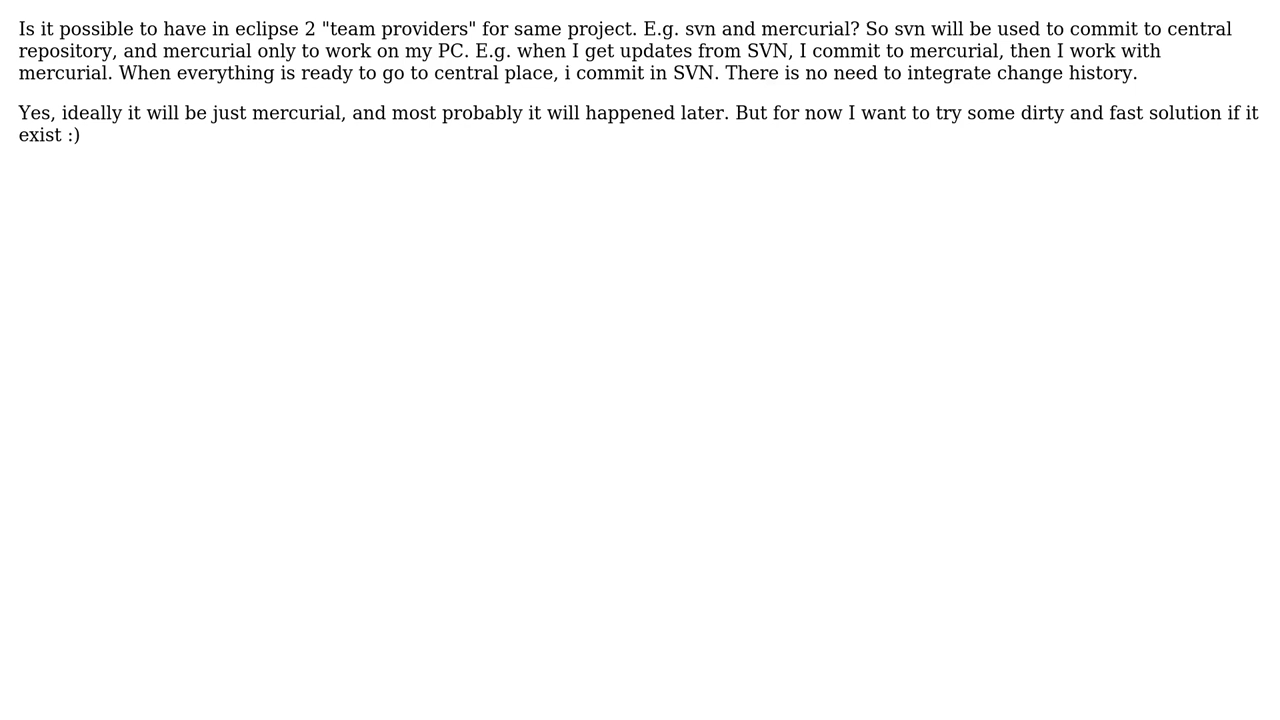 Is it possible to have in eclipse 2 "team providers" for same project. E.g. svn and mercurial? So svn will be used to commit to central
repository, and mercurial only to work on my PC. E.g. when I get updates from SVN, I commit to mercurial, then I work with
mercurial. When everything is ready to go to central place, i commit in SVN. There is no need to integrate change history.
Yes, ideally it will be just mercurial, and most probably it will happened later. But for now I want to try some dirty and fast solution if it
exist :)